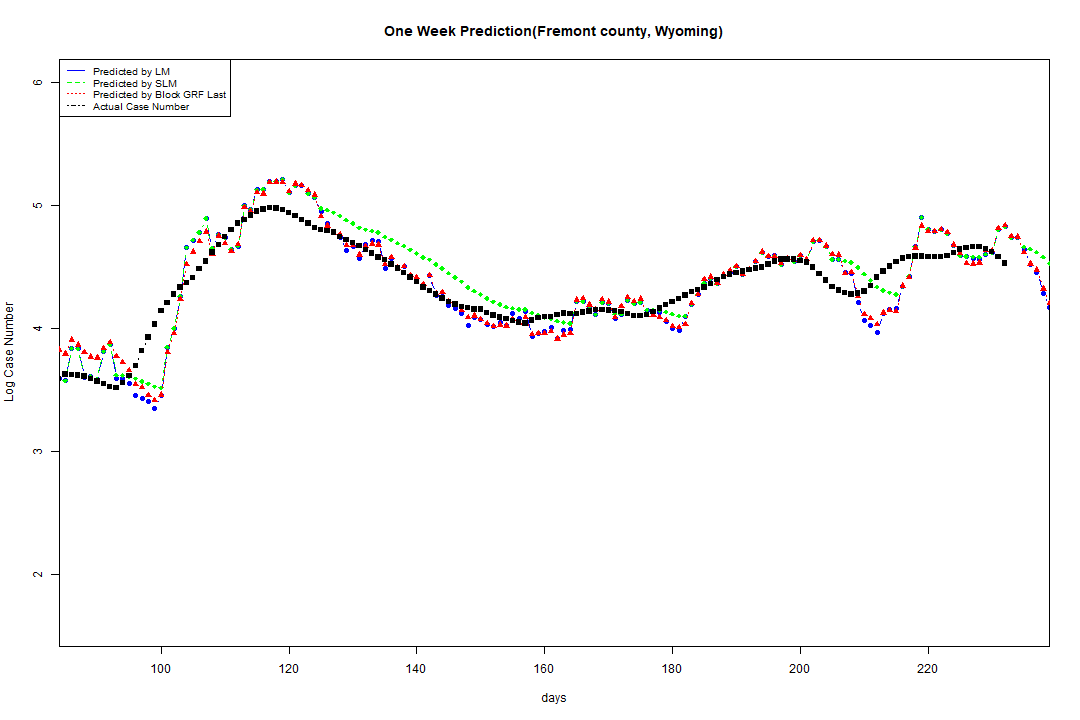 One Week Prediction(Fremont county, Wyoming)
Predicted by LM
Predicted by SLM
Predicted by Block GRF Last
Actual Case Number
Log Case Number
6
5
4
3
2
100 120 140 160 180 200 220
days